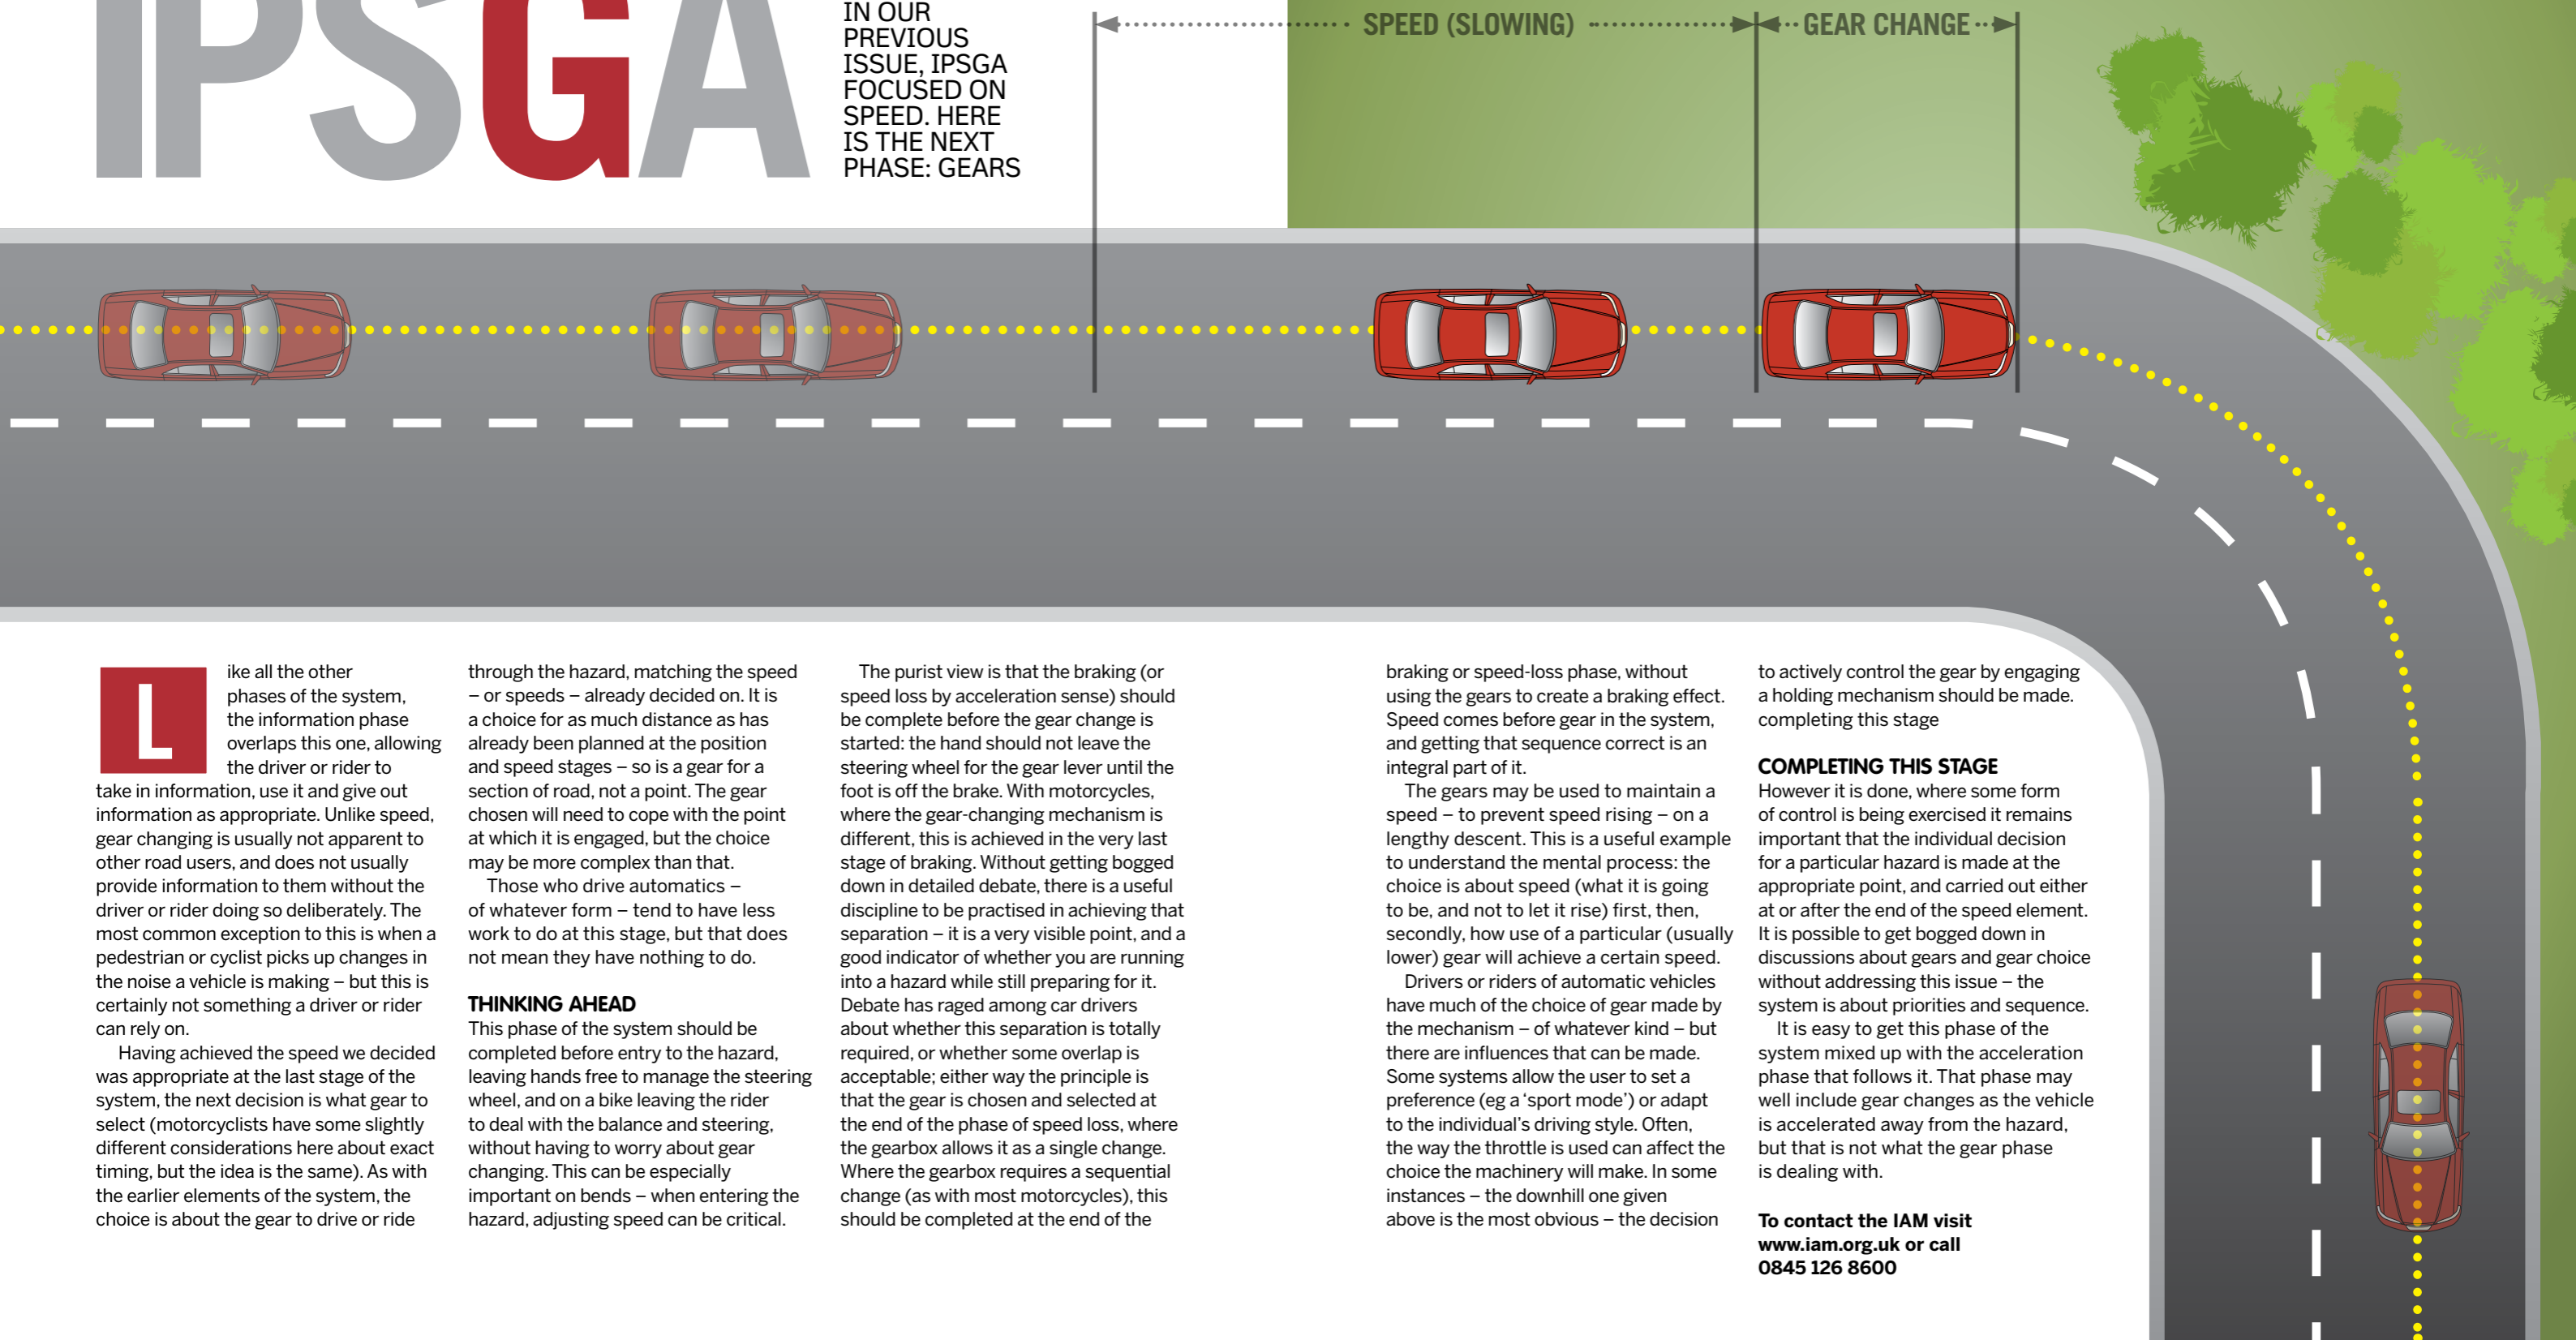 IPSGA
IN OUR
PREVIOUS
ISSUE, IPSGA
FOCUSED ON
SPEED. HERE
IS THE NEXT
PHASE: GEARS
SPEED (SLOWING)
GEAR CHANGE
Like all the other
phases of the system,
the information phase
overlaps this one, allowing
the driver or rider to
take in information, use it and give out
information as appropriate. Unlike speed,
gear changing is usually not apparent to
other road users, and does not usually
provide information to them without the
driver or rider doing so deliberately. The
most common exception to this is when a
pedestrian or cyclist picks up changes in
the noise a vehicle is making – but this is
certainly not something a driver or rider
can rely on.
Having achieved the speed we decided
was appropriate at the last stage of the
system, the next decision is what gear to
select (motorcyclists have some slightly
different considerations here about exact
timing, but the idea is the same). As with
the earlier elements of the system, the
choice is about the gear to drive or ride
through the hazard, matching the speed
– or speeds – already decided on. It is
a choice for as much distance as has
already been planned at the position
and speed stages – so is a gear for a
section of road, not a point. The gear
chosen will need to cope with the point
at which it is engaged, but the choice
may be more complex than that.
Those who drive automatics –
of whatever form – tend to have less
work to do at this stage, but that does
not mean they have nothing to do.
THINKING AHEAD
This phase of the system should be
completed before entry to the hazard,
leaving hands free to manage the steering
wheel, and on a bike leaving the rider
to deal with the balance and steering,
without having to worry about gear
changing. This can be especially
important on bends – when entering the
hazard, adjusting speed can be critical.
The purist view is that the braking (or
speed loss by acceleration sense) should
be complete before the gear change is
started: the hand should not leave the
steering wheel for the gear lever until the
foot is off the brake. With motorcycles,
where the gear-changing mechanism is
different, this is achieved in the very last
stage of braking. Without getting bogged
down in detailed debate, there is a useful
discipline to be practised in achieving that
separation – it is a very visible point, and a
good indicator of whether you are running
into a hazard while still preparing for it.
Debate has raged among car drivers
about whether this separation is totally
required, or whether some overlap is
acceptable; either way the principle is
that the gear is chosen and selected at
the end of the phase of speed loss, where
the gearbox allows it as a single change.
Where the gearbox requires a sequential
change (as with most motorcycles), this
should be completed at the end of the
braking or speed-loss phase, without
using the gears to create a braking effect.
Speed comes before gear in the system,
and getting that sequence correct is an
integral part of it.
The gears may be used to maintain a
speed – to prevent speed rising – on a
lengthy descent. This is a useful example
to understand the mental process: the
choice is about speed (what it is going
to be, and not to let it rise) first, then,
secondly, how use of a particular (usually
lower) gear will achieve a certain speed.
Drivers or riders of automatic vehicles
have much of the choice of gear made by
the mechanism – of whatever kind – but
there are influences that can be made.
Some systems allow the user to set a
preference (eg a ‘sport mode’) or adapt
to the individual’s driving style. Often,
the way the throttle is used can affect the
choice the machinery will make. In some
instances – the downhill one given
above is the most obvious – the decision
to actively control the gear by engaging
a holding mechanism should be made.
completing this stage
COMPLETING THIS STAGE
However it is done, where some form
of control is being exercised it remains
important that the individual decision
for a particular hazard is made at the
appropriate point, and carried out either
at or after the end of the speed element.
It is possible to get bogged down in
discussions about gears and gear choice
without addressing this issue – the
system is about priorities and sequence.
It is easy to get this phase of the
system mixed up with the acceleration
phase that follows it. That phase may
well include gear changes as the vehicle
is accelerated away from the hazard,
but that is not what the gear phase
is dealing with.
To contact the IAM visit
www.iam.org.uk or call
0845 126 8600